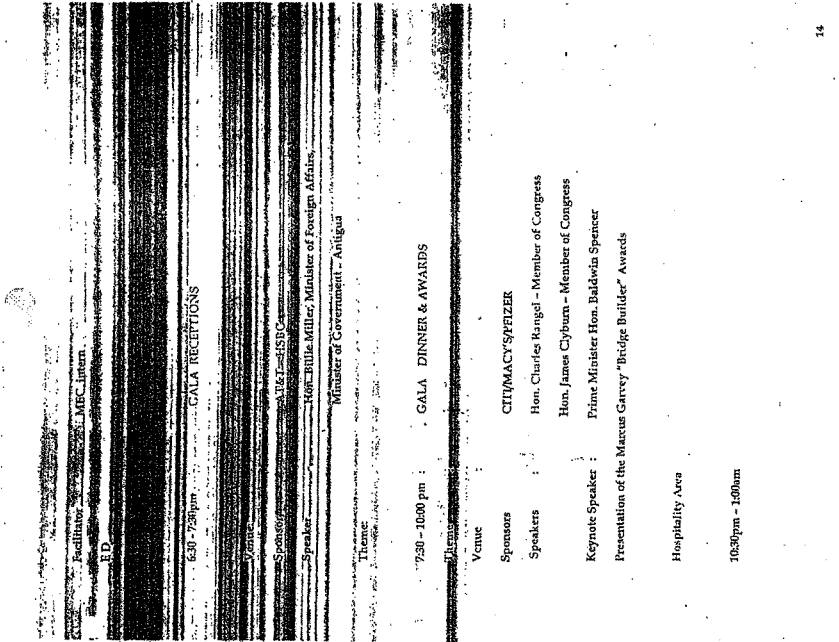 Facilitator : MEC intern
E D
6:30 - 7:30pm GALA RECEPTIONS
Venue:
Sponsors AT&T - HSBC
Speaker Hon. Billie Miller, Minister of Foreign Affairs,
Minister of Government - Antigua
Theme:
7:30 – 10:00 pm : GALA DINNER & AWARDS
Theme
Venue :
Sponsors CITI/MACY'S/PFIZER
Speakers : Hon. Charles Rangel – Member of Congress
Hon. James Clyburn – Member of Congress
Keynote Speaker : Prime Minister Hon. Baldwin Spencer
Presentation of the Marcus Garvey "Bridge Builder" Awards
Hospitality Area
10:30pm – 1:00am
14